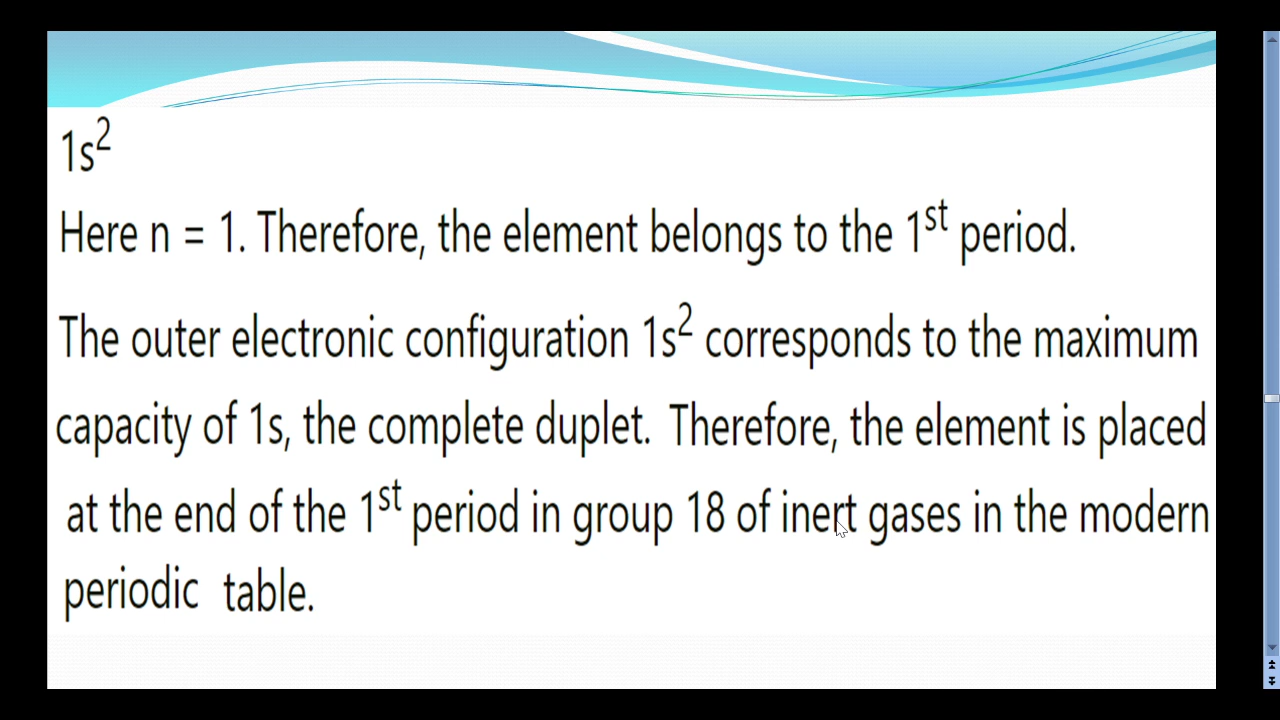 1s²
Here n = 1. Therefore, the element belongs to the 1ˢᵗ period.
The outer electronic configuration 1s² corresponds to the maximum
capacity of 1s, the complete duplet. Therefore, the element is placed
at the end of the 1ˢᵗ period in group 18 of inert gases in the modern
periodic table.